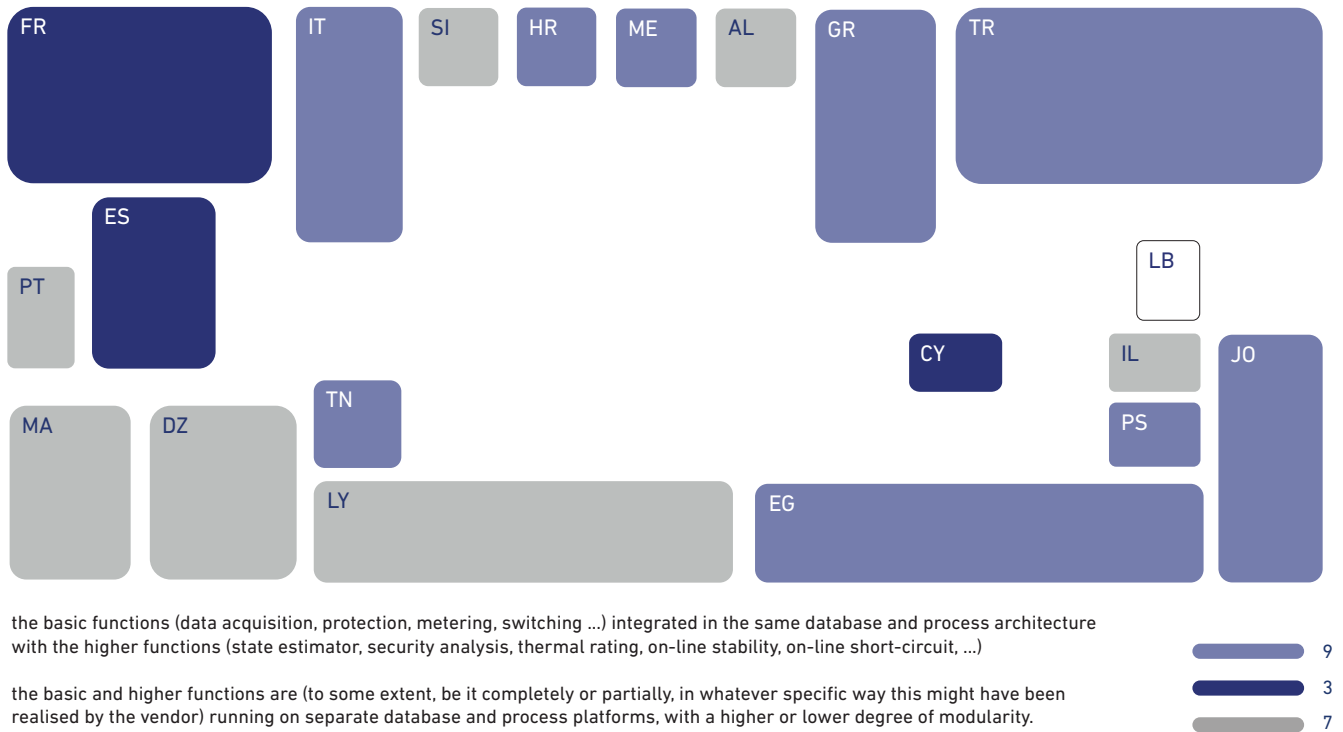 FR
IT
SI
HR
ME
AL
GR
TR
ES
LB
PT
CY
IL
JO
TN
PS
MA
DZ
LY
EG
the basic functions (data acquisition, protection, metering, switching ...) integrated in the same database and process architecture
with the higher functions (state estimator, security analysis, thermal rating, on-line stability, on-line short-circuit, ...)
9
3
the basic and higher functions are (to some extent, be it completely or partially, in whatever specific way this might have been
realised by the vendor) running on separate database and process platforms, with a higher or lower degree of modularity.
7